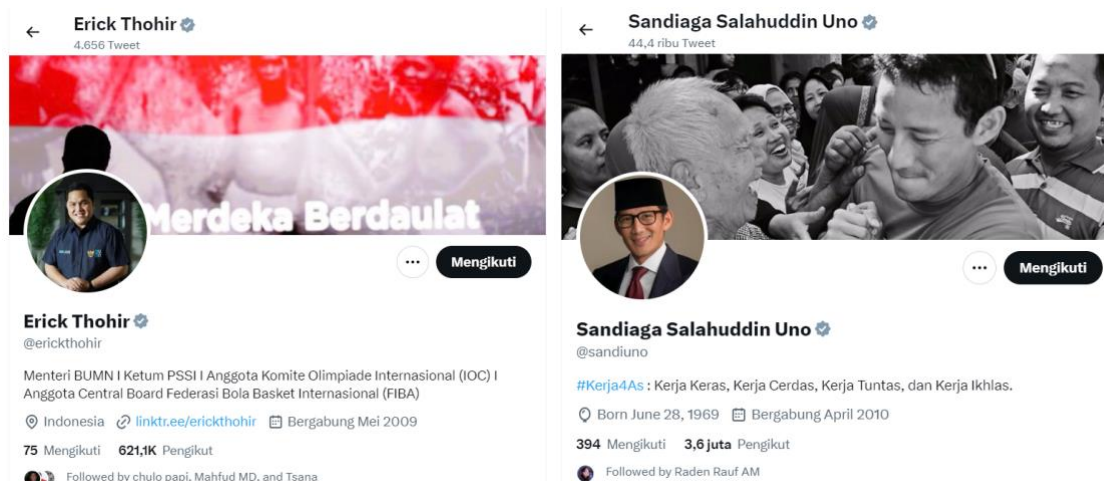 Erick Thohir
4.656 Tweet
Merdeka Berdaulat
Mengikuti
Erick Thohir
@erickthohir
Menteri BUMN I Ketum PSSI I Anggota Komite Olimpiade Internasional (IOC) I
Anggota Central Board Federasi Bola Basket Internasional (FIBA)
Indonesia linktr.ee/erickthohir Bergabung Mei 2009
75 Mengikuti 621,1K Pengikut
Followed by chulo papi, Mahfud MD, and Tsana
Sandiaga Salahuddin Uno
44,4 ribu Tweet
Mengikuti
Sandiaga Salahuddin Uno
@sandiuno
#Kerja4As : Kerja Keras, Kerja Cerdas, Kerja Tuntas, dan Kerja Ikhlas.
Born June 28, 1969 Bergabung April 2010
394 Mengikuti 3,6 juta Pengikut
Followed by Raden Rauf AM